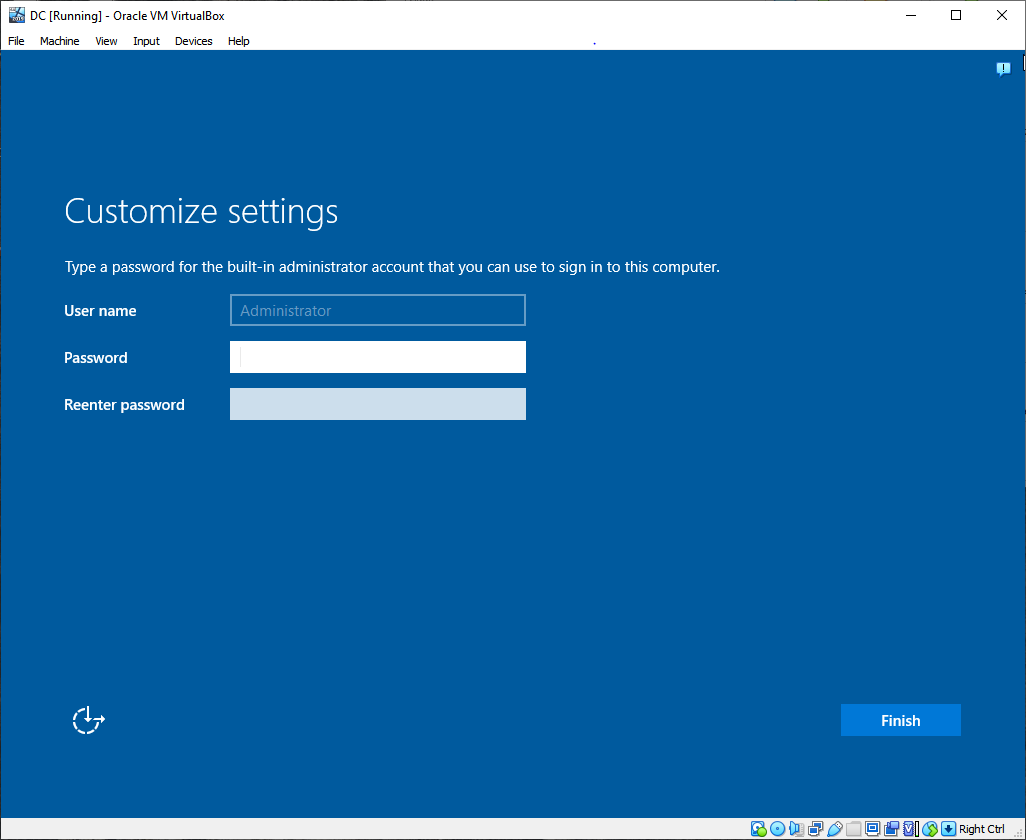 DC [Running] - Oracle VM VirtualBox
File Machine View Input Devices Help
Customize settings
Type a password for the built-in administrator account that you can use to sign in to this computer.
User name Administrator
Password
Reenter password
Finish
Right Ctrl